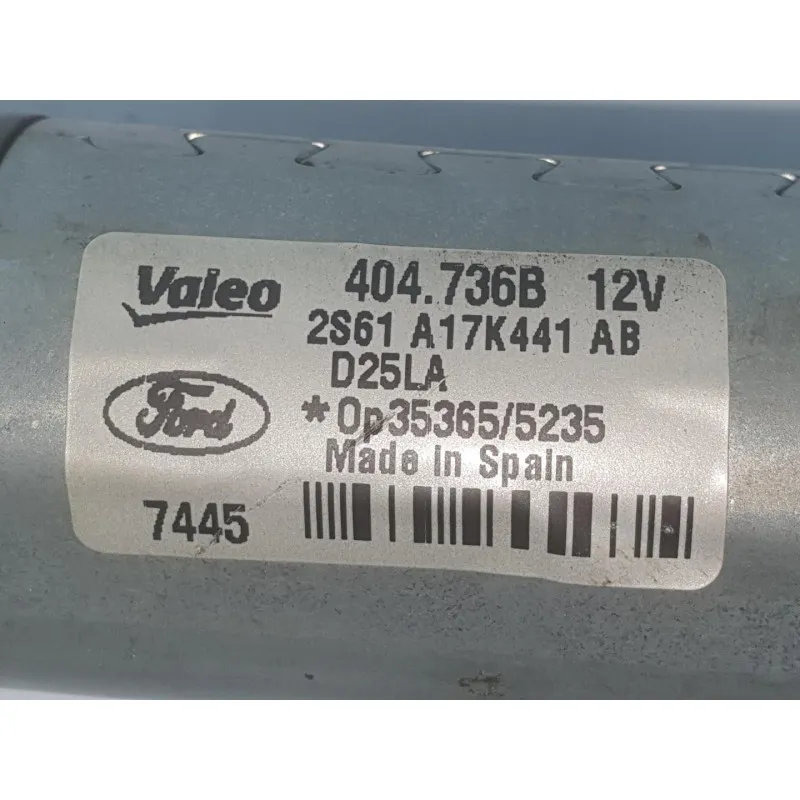 Valeo 404.736B 12V
2S61 A17K441 AB
D25LA
Ford *Op35365/5235
Made in Spain
7445